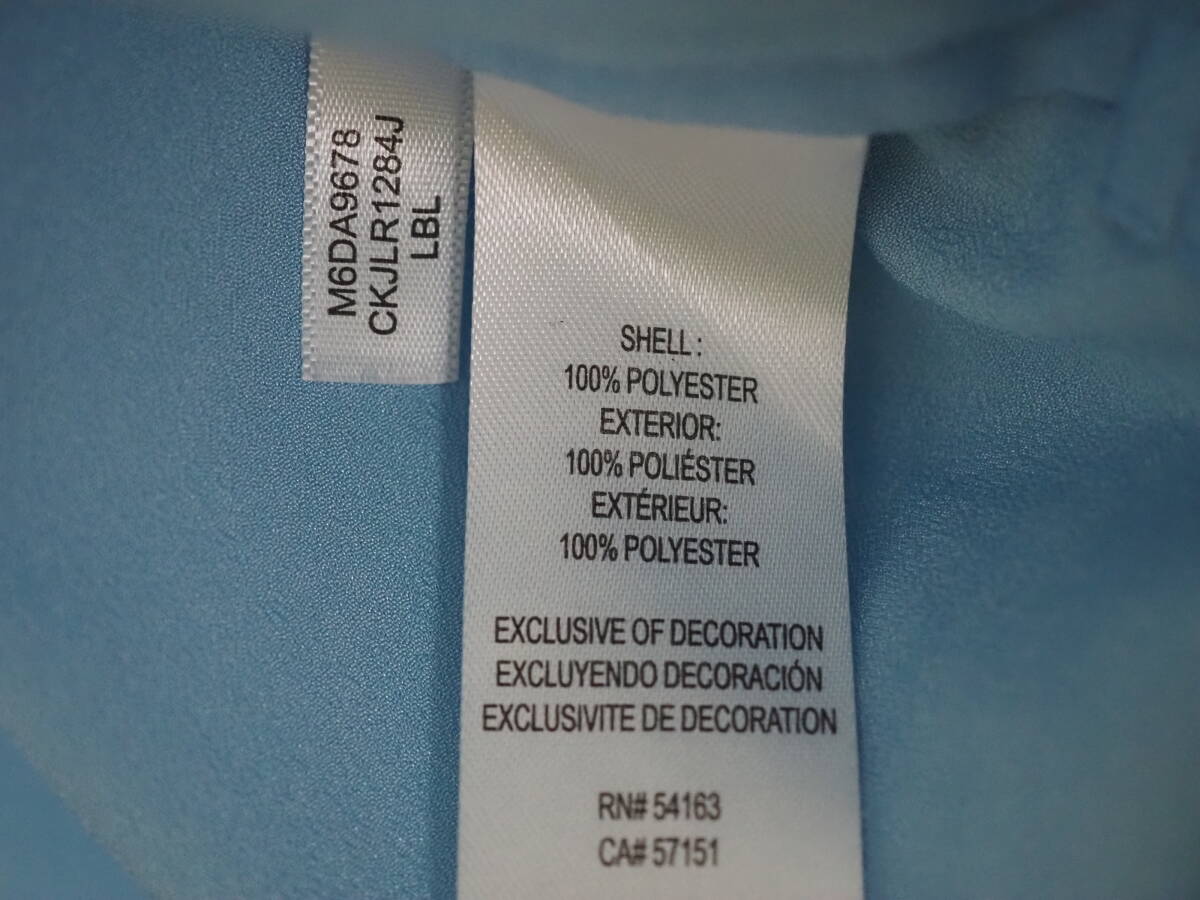 M6DA9678
CKJLR1284J
LBL
SHELL:
100% POLYESTER
EXTERIOR:
100% POLIÉSTER
EXTÉRIEUR:
100% POLYESTER
EXCLUSIVE OF DECORATION
EXCLUYENDO DECORACIÓN
EXCLUSIVITE DE DECORATION
RN# 54163
CA# 57151